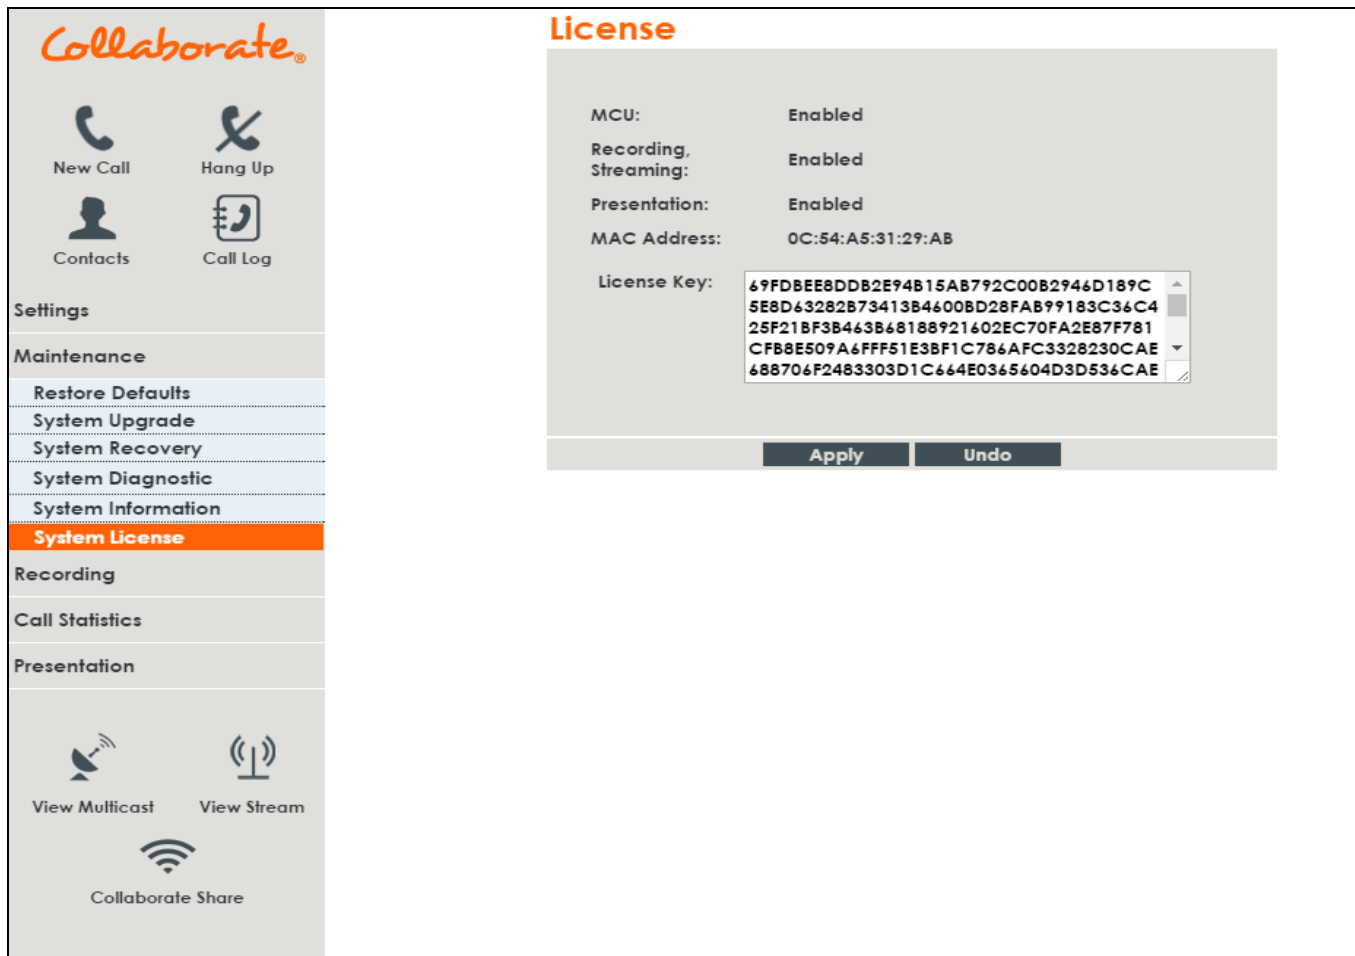 Collaborate®
New Call
Hang Up
Contacts
Call Log
Settings
Maintenance
Restore Defaults
System Upgrade
System Recovery
System Diagnostic
System Information
System License
Recording
Call Statistics
Presentation
View Multicast
View Stream
Collaborate Share
License
MCU: Enabled
Recording,
Streaming: Enabled
Presentation: Enabled
MAC Address: 0C:54:A5:31:29:AB
License Key:
69FDBEE8DDB2E94B15AB792C00B2946D189C
5E8D63282B73413B4600BD28FAB99183C36C4
25F21BF3B463B68188921602EC70FA2E87F781
CFB8E509A6FFF51E3BF1C786AFC3328230CAE
688706F2483303D1C664E0365604D3D536CAE
Apply
Undo